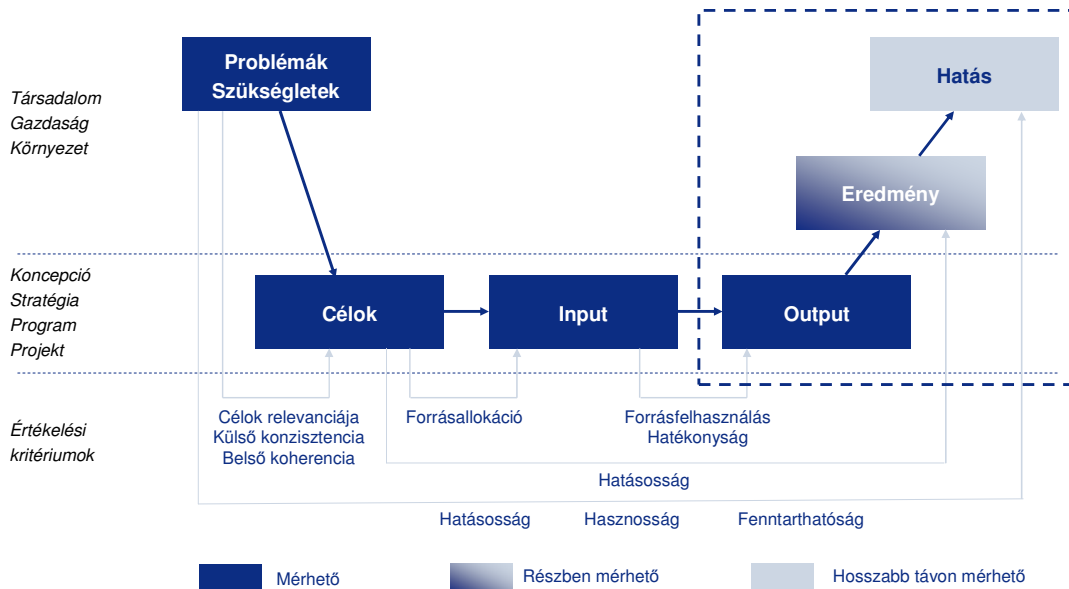 Problémák
Szükségletek
Hatás
Társadalom
Gazdaság
Környezet
Eredmény
Koncepció
Stratégia
Program
Projekt
Célok
Input
Output
Értékelési
kritériumok
Célok relevanciája
Külső konzisztencia
Belső koherencia
Forrásallokáció
Forrásfelhasználás
Hatékonyság
Hatásosság
Hatásosság Hasznosság Fenntarthatóság
Mérhető
Részben mérhető
Hosszabb távon mérhető